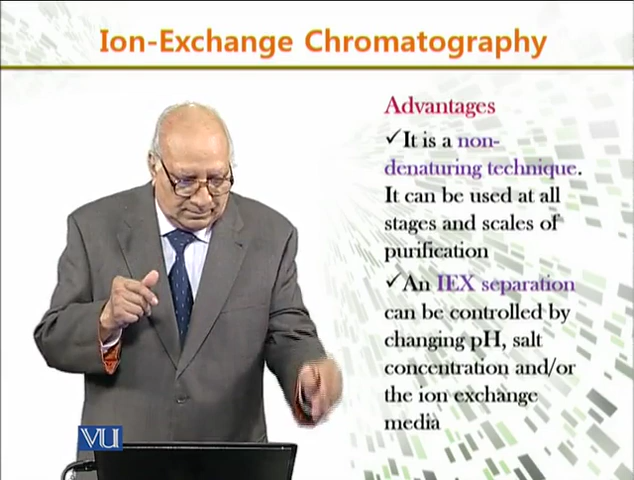 Ion-Exchange Chromatography
Advantages
✓It is a non-
denaturing technique.
It can be used at all
stages and scales of
purification
✓An IEX separation
can be controlled by
changing pH, salt
concentration and/or
the ion exchange
media
VU